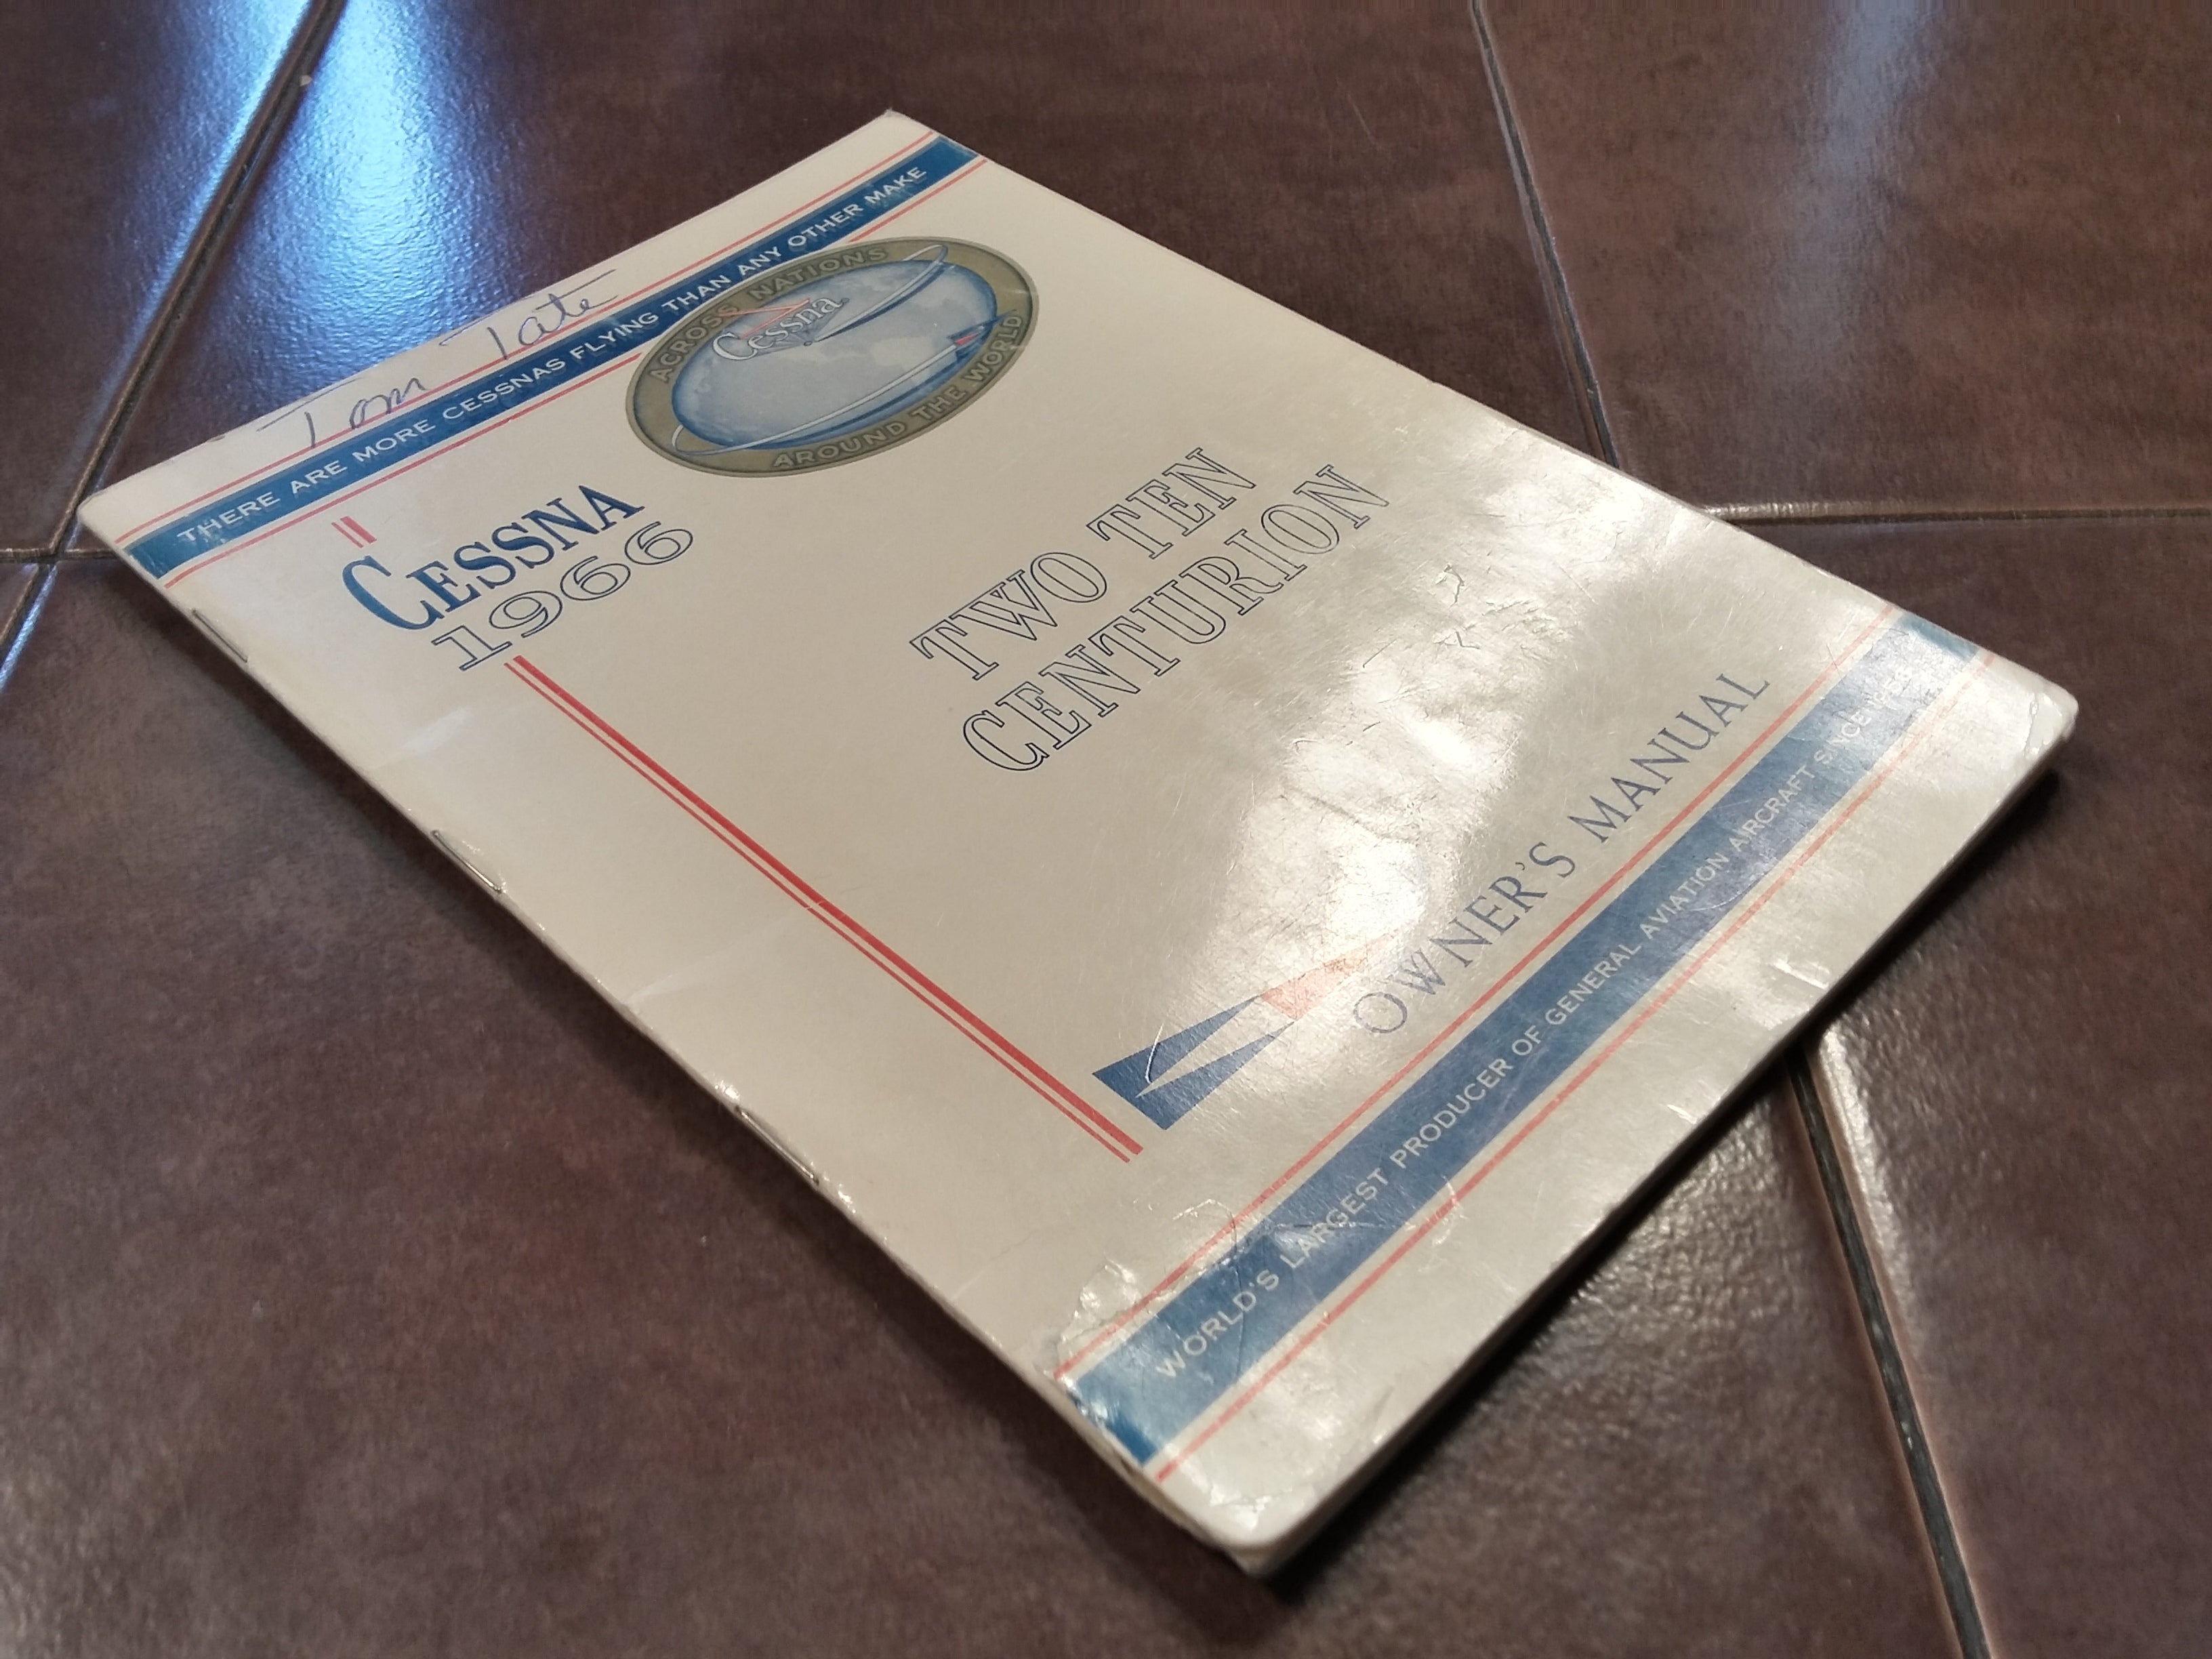 Tom Tate
THERE ARE MORE CESSNAS FLYING THAN ANY OTHER MAKE
ACROSS NATIONS
Cessna
AROUND THE WORLD
CESSNA
1966
TWO TEN
CENTURION
OWNER'S MANUAL
WORLD'S LARGEST PRODUCER OF GENERAL AVIATION AIRCRAFT SINCE